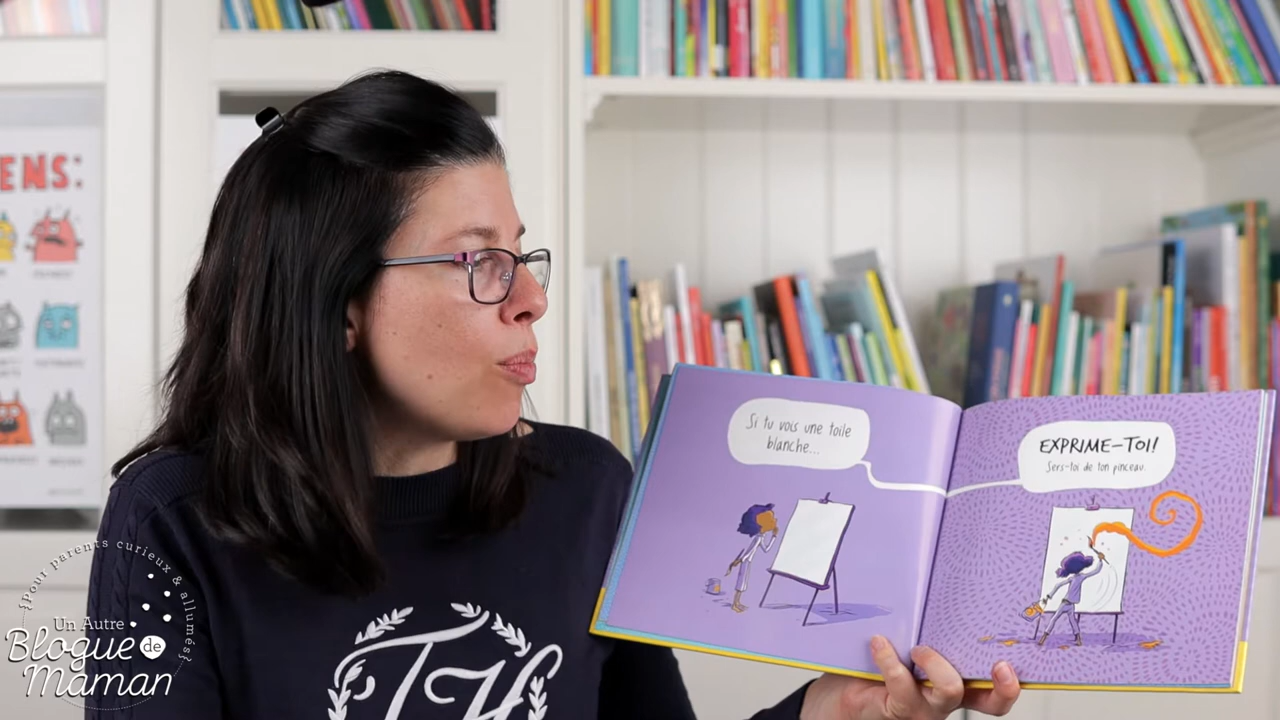 ENS:
Si tu vois une toile
blanche...
EXPRIME-TOI!
Sers-toi de ton pinceau.
TH
{Pour parents curieux & allumés}
Un Autre
Blogue de
Maman